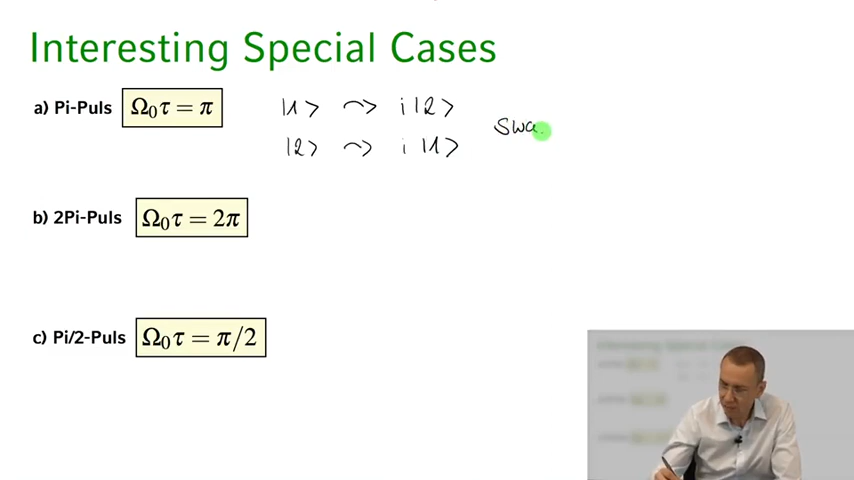 Interesting Special Cases
a) Pi-Puls Ω₀τ = π |1> ↷ i|2>
Swa
|2> ↷ i|1>
b) 2Pi-Puls Ω₀τ = 2π
c) Pi/2-Puls Ω₀τ = π/2